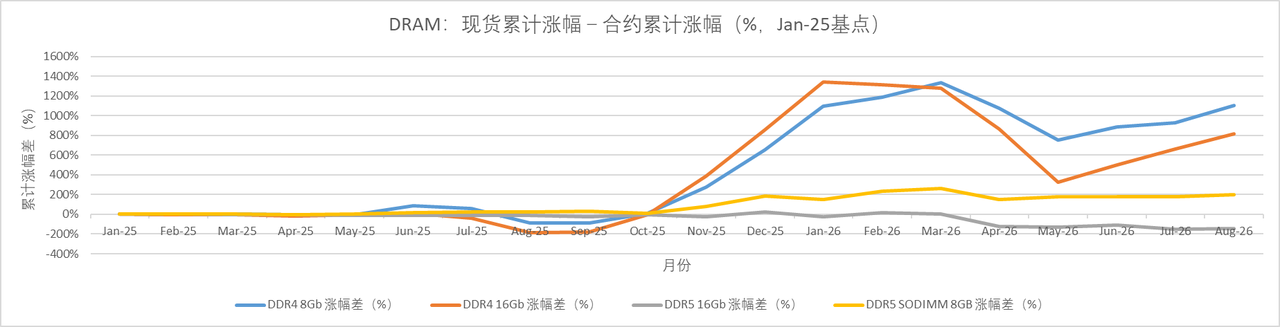 DRAM：现货累计涨幅 – 合约累计涨幅（%，Jan-25基点）
累计涨幅差（%）
1600%
1400%
1200%
1000%
800%
600%
400%
200%
0%
-200%
-400%
Jan-25 Feb-25 Mar-25 Apr-25 May-25 Jun-25 Jul-25 Aug-25 Sep-25 Oct-25 Nov-25 Dec-25 Jan-26 Feb-26 Mar-26 Apr-26 May-26 Jun-26 Jul-26 Aug-26
月份
DDR4 8Gb 涨幅差（%） DDR4 16Gb 涨幅差（%） DDR5 16Gb 涨幅差（%） DDR5 SODIMM 8GB 涨幅差（%）